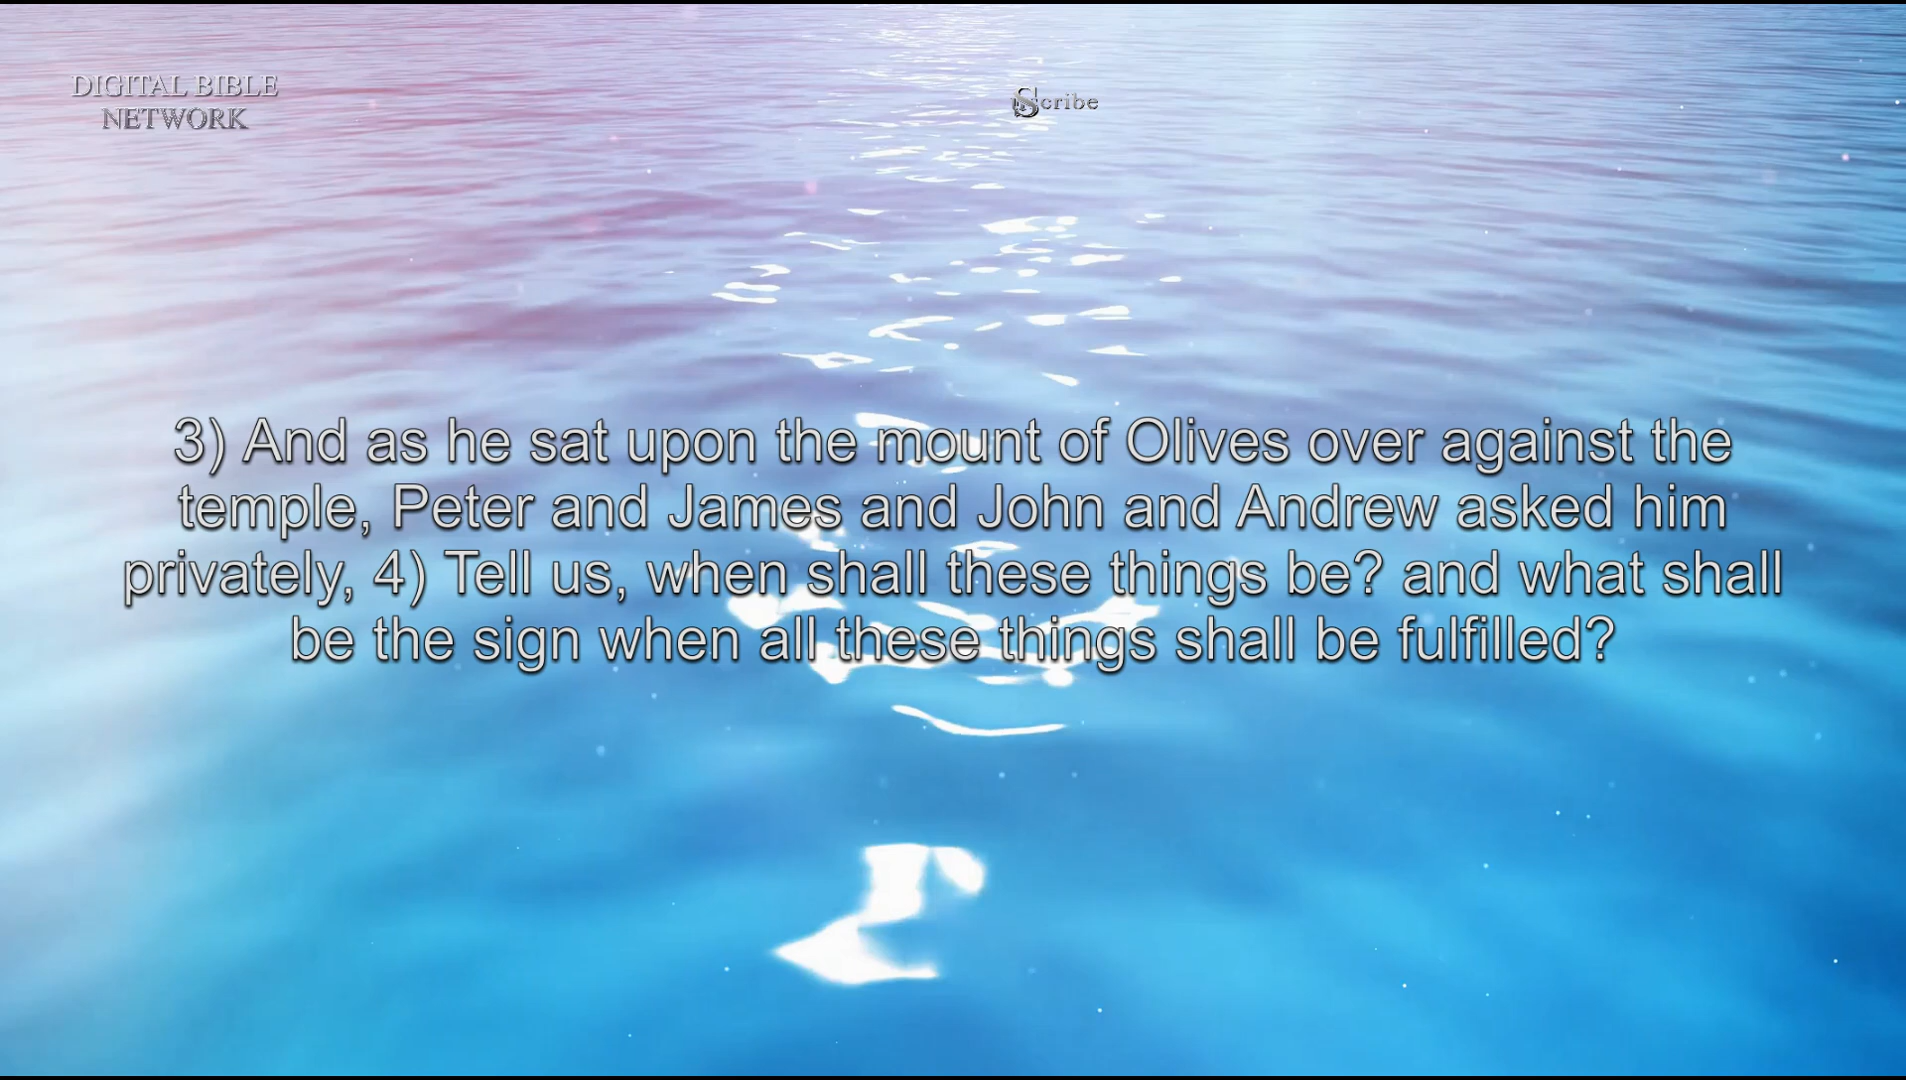 DIGITAL BIBLE
NETWORK
Scribe
3) And as he sat upon the mount of Olives over against the
temple, Peter and James and John and Andrew asked him
privately, 4) Tell us, when shall these things be? and what shall
be the sign when all these things shall be fulfilled?